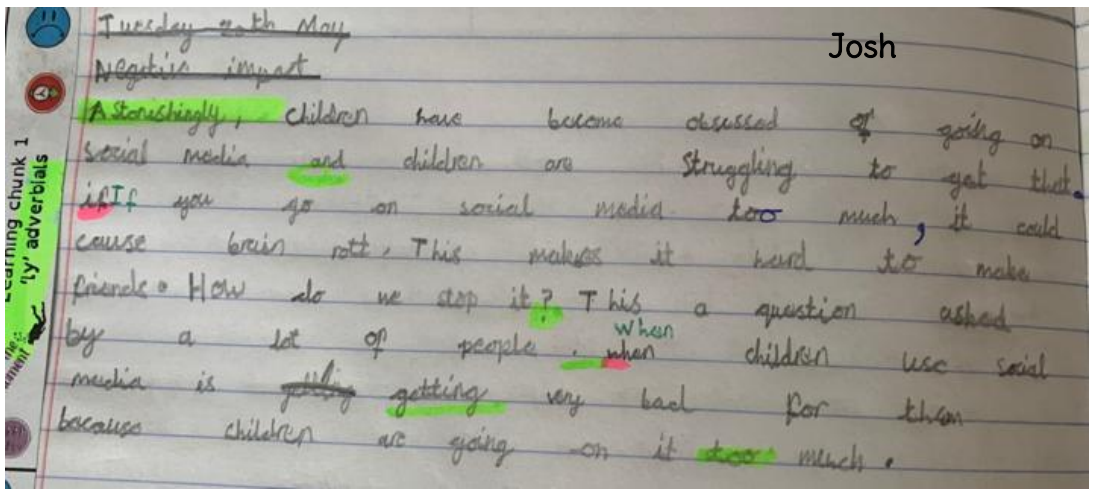 Tuesday 20th May
Josh
Negitive impact
Astonishingly, children have become obsessed of going on
social media and children are struggling to get that.
if If you go on social media too much, it could
cause brain rott, This makes it hard to make
friends. How do we stop it? This a question asked
When
by a lot of people. when children use social
media is getting very bad for them
because children are going on it too much.
Learning chunk 1
'ly' adverbials